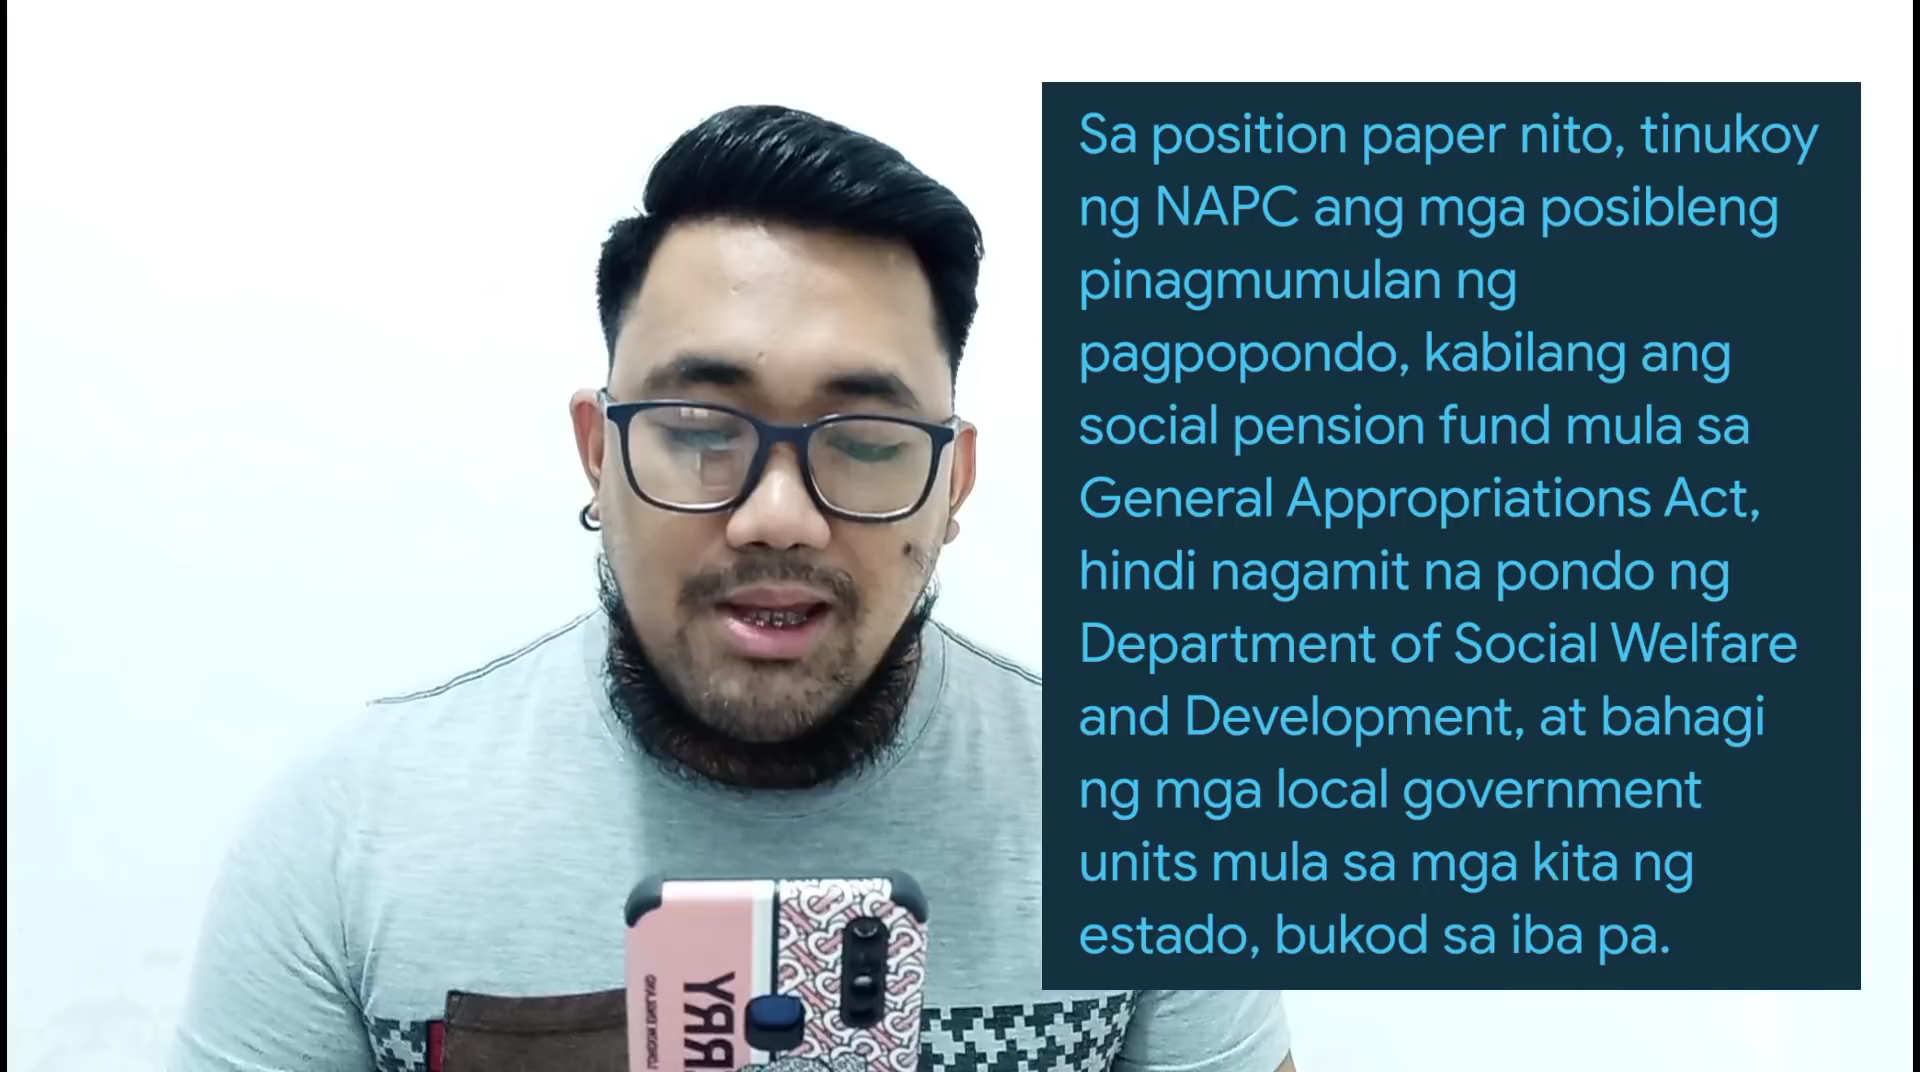 Sa position paper nito, tinukoy
ng NAPC ang mga posibleng
pinagmumulan ng
pagpopondo, kabilang ang
social pension fund mula sa
General Appropriations Act,
hindi nagamit na pondo ng
Department of Social Welfare
and Development, at bahagi
ng mga local government
units mula sa mga kita ng
estado, bukod sa iba pa.